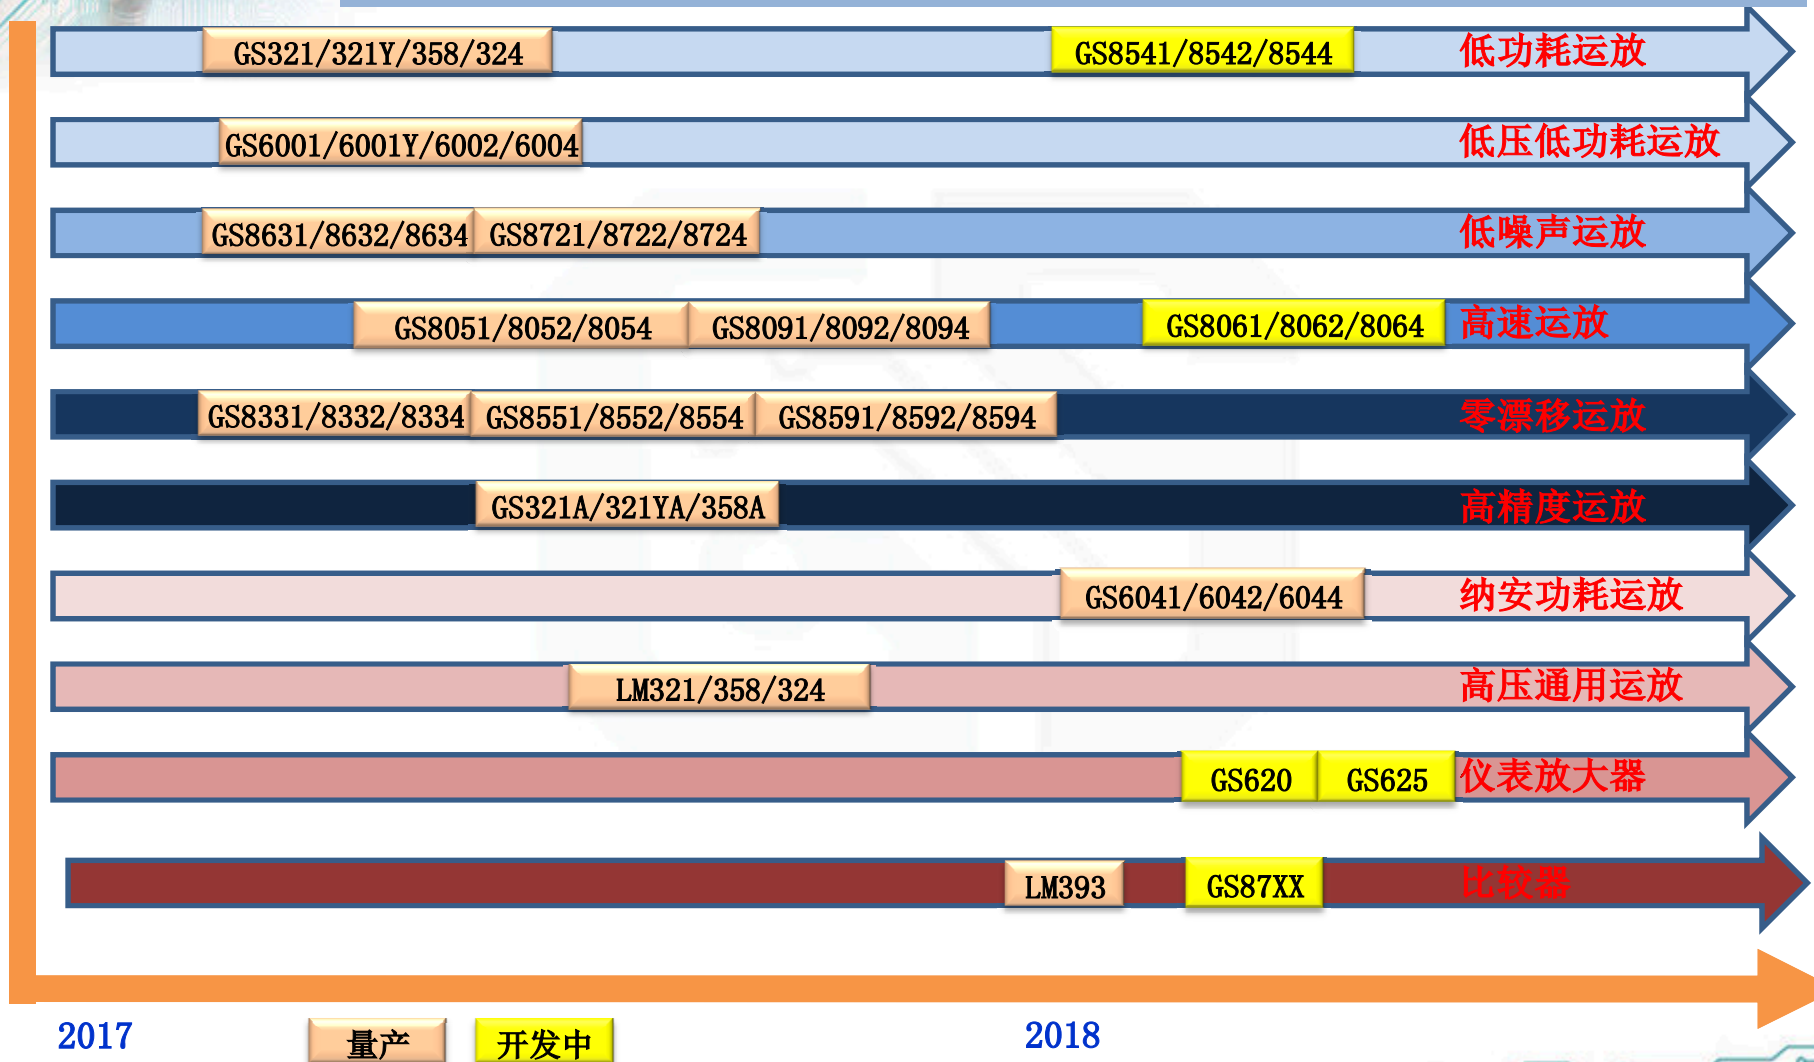 GS321/321Y/358/324 GS8541/8542/8544 低功耗运放
GS6001/6001Y/6002/6004 低压低功耗运放
GS8631/8632/8634 GS8721/8722/8724 低噪声运放
GS8051/8052/8054 GS8091/8092/8094 GS8061/8062/8064 高速运放
GS8331/8332/8334 GS8551/8552/8554 GS8591/8592/8594 零漂移运放
GS321A/321YA/358A 高精度运放
GS6041/6042/6044 纳安功耗运放
LM321/358/324 高压通用运放
GS620 GS625 仪表放大器
LM393 GS87XX 比较器
2017 量产 开发中 2018